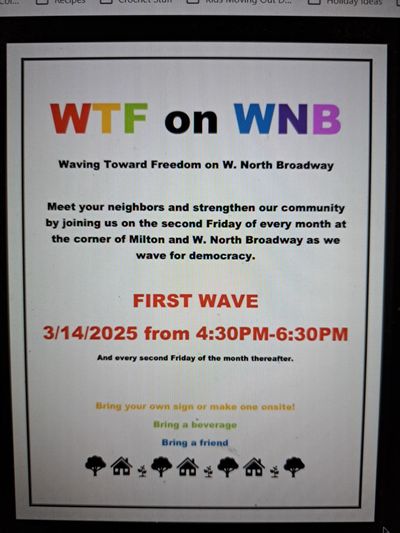 Recipes
Crochet Stuff
Kids Moving Out D...
Holiday Ideas
WTF on WNB
Waving Toward Freedom on W. North Broadway
Meet your neighbors and strengthen our community
by joining us on the second Friday of every month at
the corner of Milton and W. North Broadway as we
wave for democracy.
FIRST WAVE
3/14/2025 from 4:30PM-6:30PM
And every second Friday of the month thereafter.
Bring your own sign or make one onsite!
Bring a beverage
Bring a friend